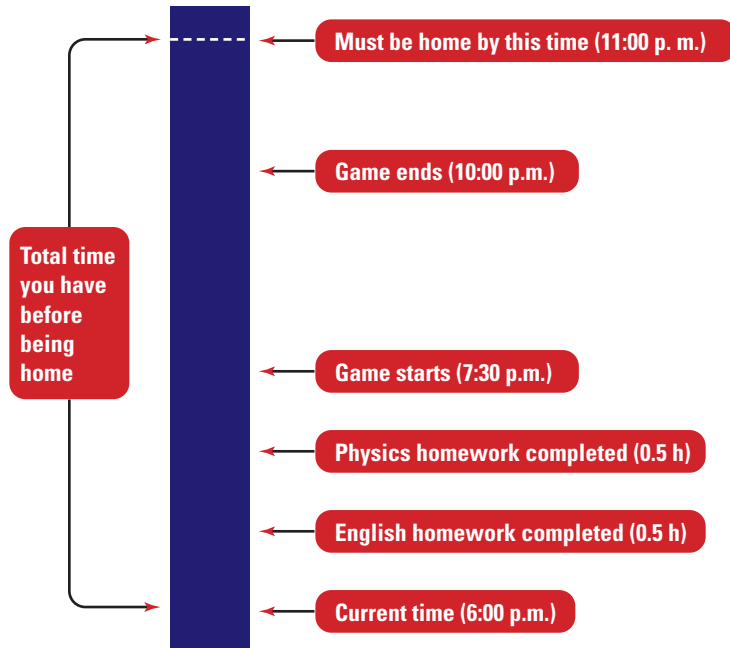 Must be home by this time (11:00 p. m.)
Game ends (10:00 p.m.)
Total time
you have
before
being
home
Game starts (7:30 p.m.)
Physics homework completed (0.5 h)
English homework completed (0.5 h)
Current time (6:00 p.m.)